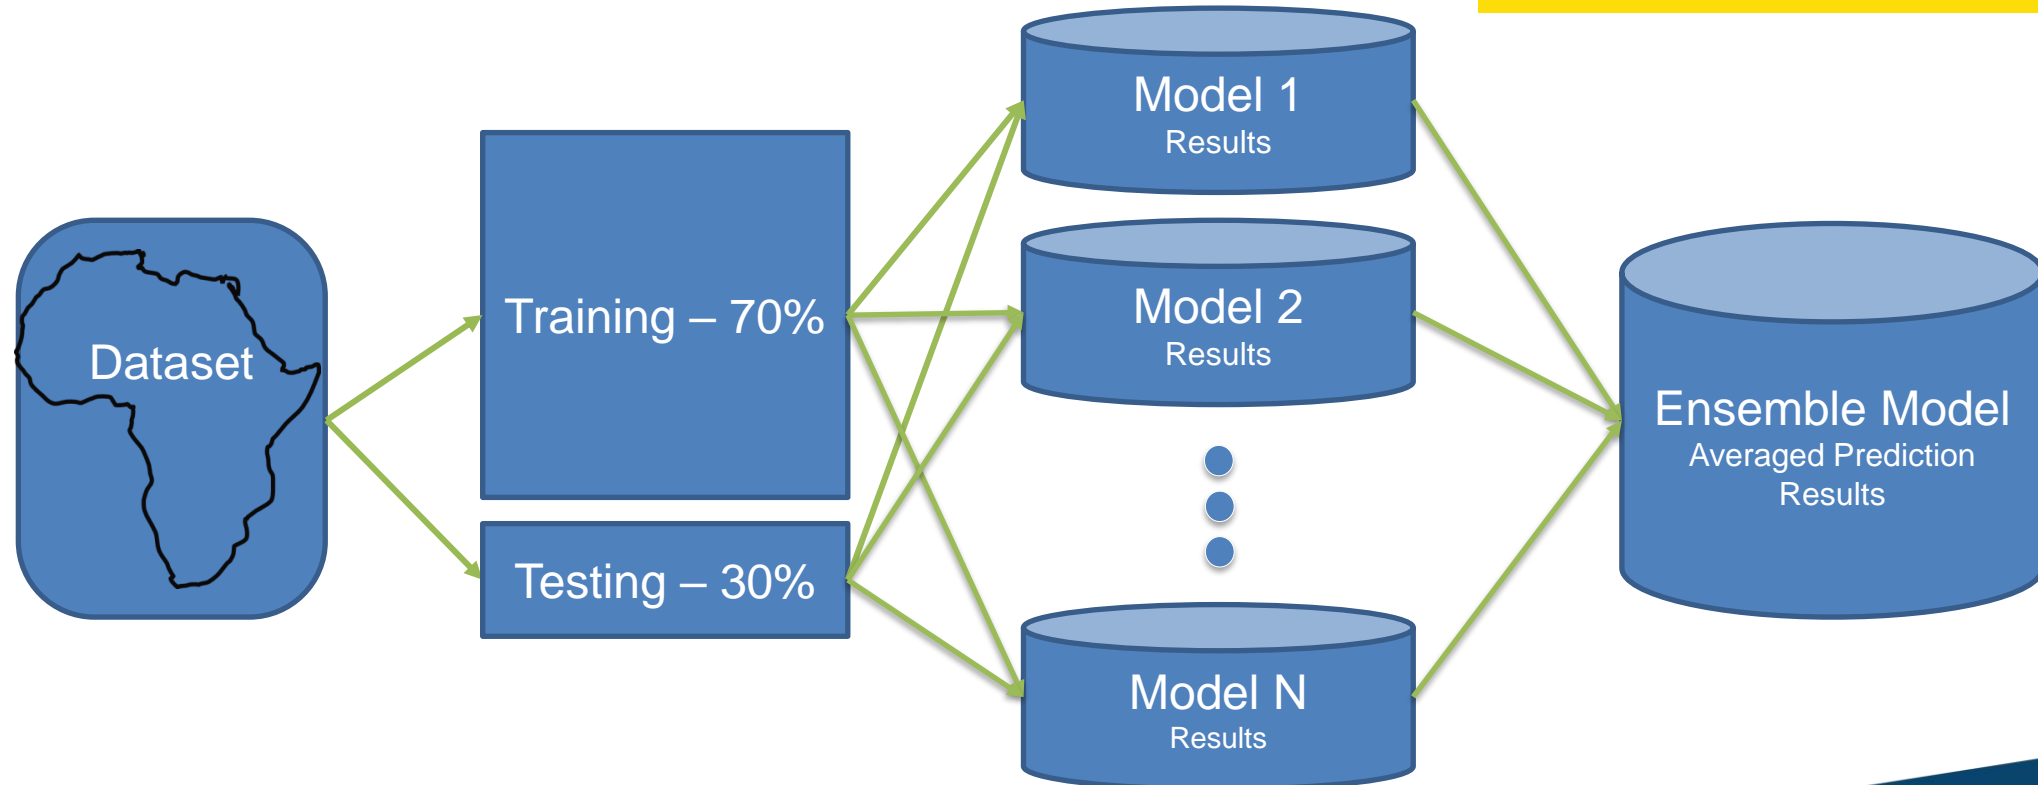 Dataset
Training – 70%
Testing – 30%
Model 1
Results
Model 2
Results
Model N
Results
Ensemble Model
Averaged Prediction
Results